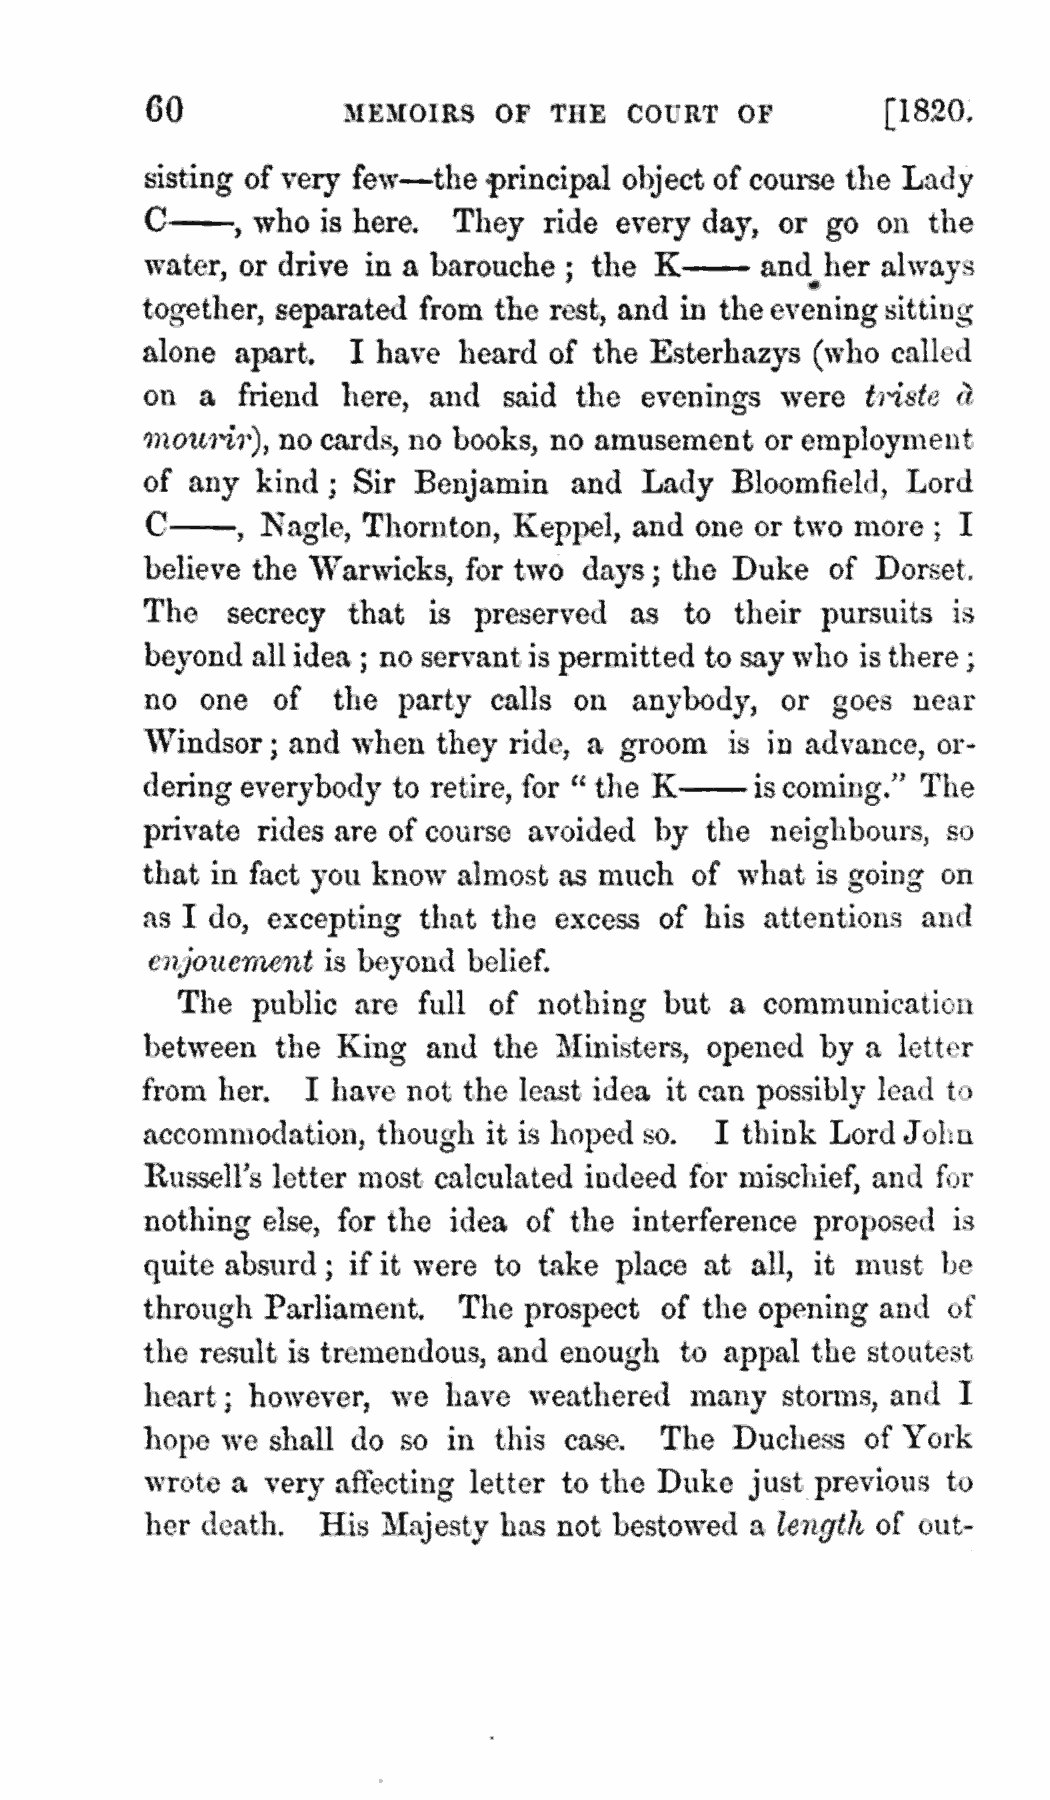 60 MEMOIRS OF THE COURT OF [1820.
sisting of very few—the principal object of course the Lady
C——, who is here. They ride every day, or go on the
water, or drive in a barouche; the K—— and her always
together, separated from the rest, and in the evening sitting
alone apart. I have heard of the Esterhazys (who called
on a friend here, and said the evenings were triste à
mourir), no cards, no books, no amusement or employment
of any kind; Sir Benjamin and Lady Bloomfield, Lord
C——, Nagle, Thornton, Keppel, and one or two more; I
believe the Warwicks, for two days; the Duke of Dorset.
The secrecy that is preserved as to their pursuits is
beyond all idea; no servant is permitted to say who is there;
no one of the party calls on anybody, or goes near
Windsor; and when they ride, a groom is in advance, or-
dering everybody to retire, for "the K—— is coming." The
private rides are of course avoided by the neighbours, so
that in fact you know almost as much of what is going on
as I do, excepting that the excess of his attentions and
enjouement is beyond belief.
The public are full of nothing but a communication
between the King and the Ministers, opened by a letter
from her. I have not the least idea it can possibly lead to
accommodation, though it is hoped so. I think Lord John
Russell's letter most calculated indeed for mischief, and for
nothing else, for the idea of the interference proposed is
quite absurd; if it were to take place at all, it must be
through Parliament. The prospect of the opening and of
the result is tremendous, and enough to appal the stoutest
heart; however, we have weathered many storms, and I
hope we shall do so in this case. The Duchess of York
wrote a very affecting letter to the Duke just previous to
her death. His Majesty has not bestowed a length of out-